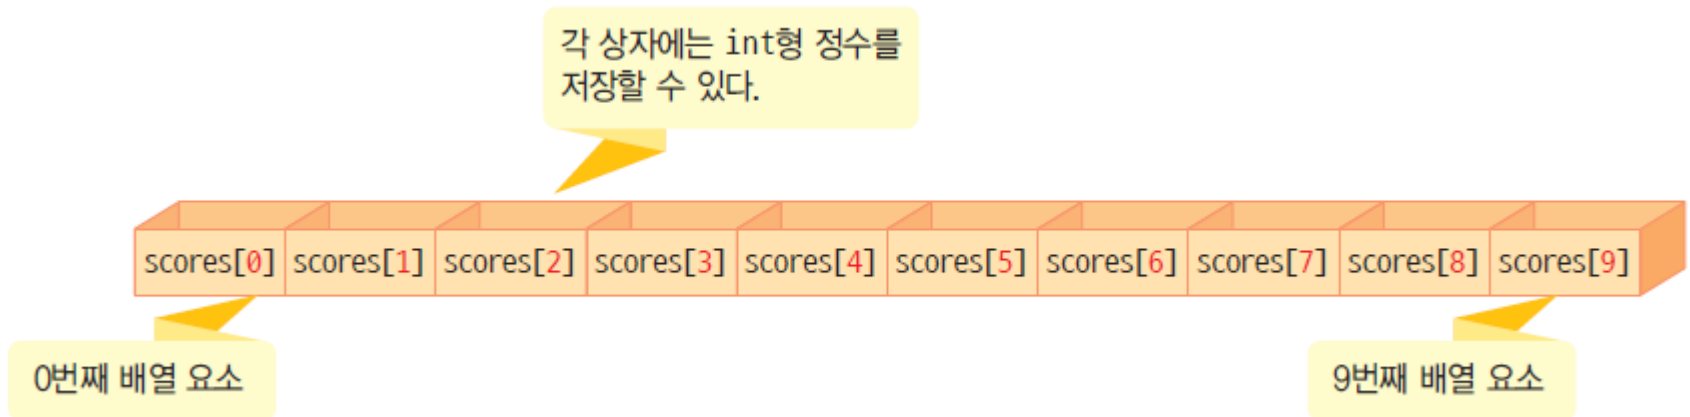 각 상자에는 int형 정수를
저장할 수 있다.
scores[0] scores[1] scores[2] scores[3] scores[4] scores[5] scores[6] scores[7] scores[8] scores[9]
0번째 배열 요소
9번째 배열 요소